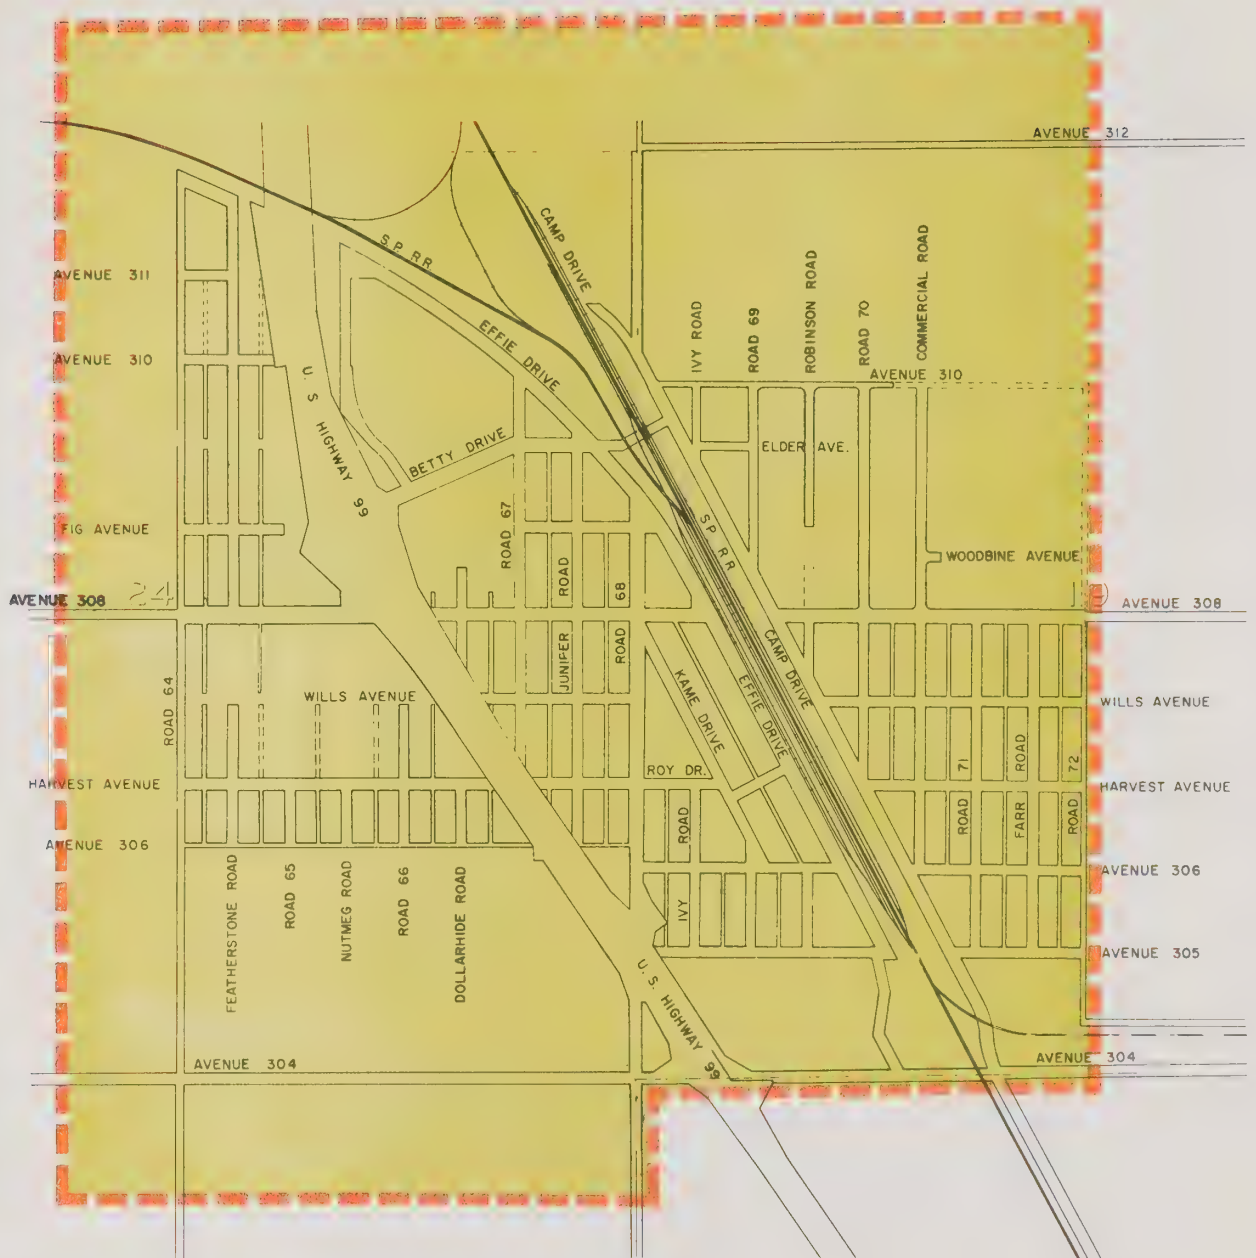 AVENUE 312
CAMP DRIVE
S.P. RR
AVENUE 311
EFFIE DRIVE
IVY ROAD
ROAD 69
ROBINSON ROAD
ROAD 70
COMMERCIAL ROAD
AVENUE 310
AVENUE 310
U. S. HIGHWAY 99
BETTY DRIVE
ELDER AVE.
FIG AVENUE
ROAD 67
S.P. RR
WOODBINE AVENUE
JUNIPER ROAD
ROAD 68
AVENUE 308
24
AVENUE 308
ROAD 64
WILLS AVENUE
KAME DRIVE
EFFIE DRIVE
CAMP DRIVE
WILLS AVENUE
ROY DR.
HARVEST AVENUE
HARVEST AVENUE
ROAD 71
FARR ROAD
ROAD 72
AVENUE 306
IVY ROAD
AVENUE 306
FEATHERSTONE ROAD
ROAD 65
NUTMEG ROAD
ROAD 66
DOLLARHIDE ROAD
AVENUE 305
U. S. HIGHWAY 99
AVENUE 304
AVENUE 304